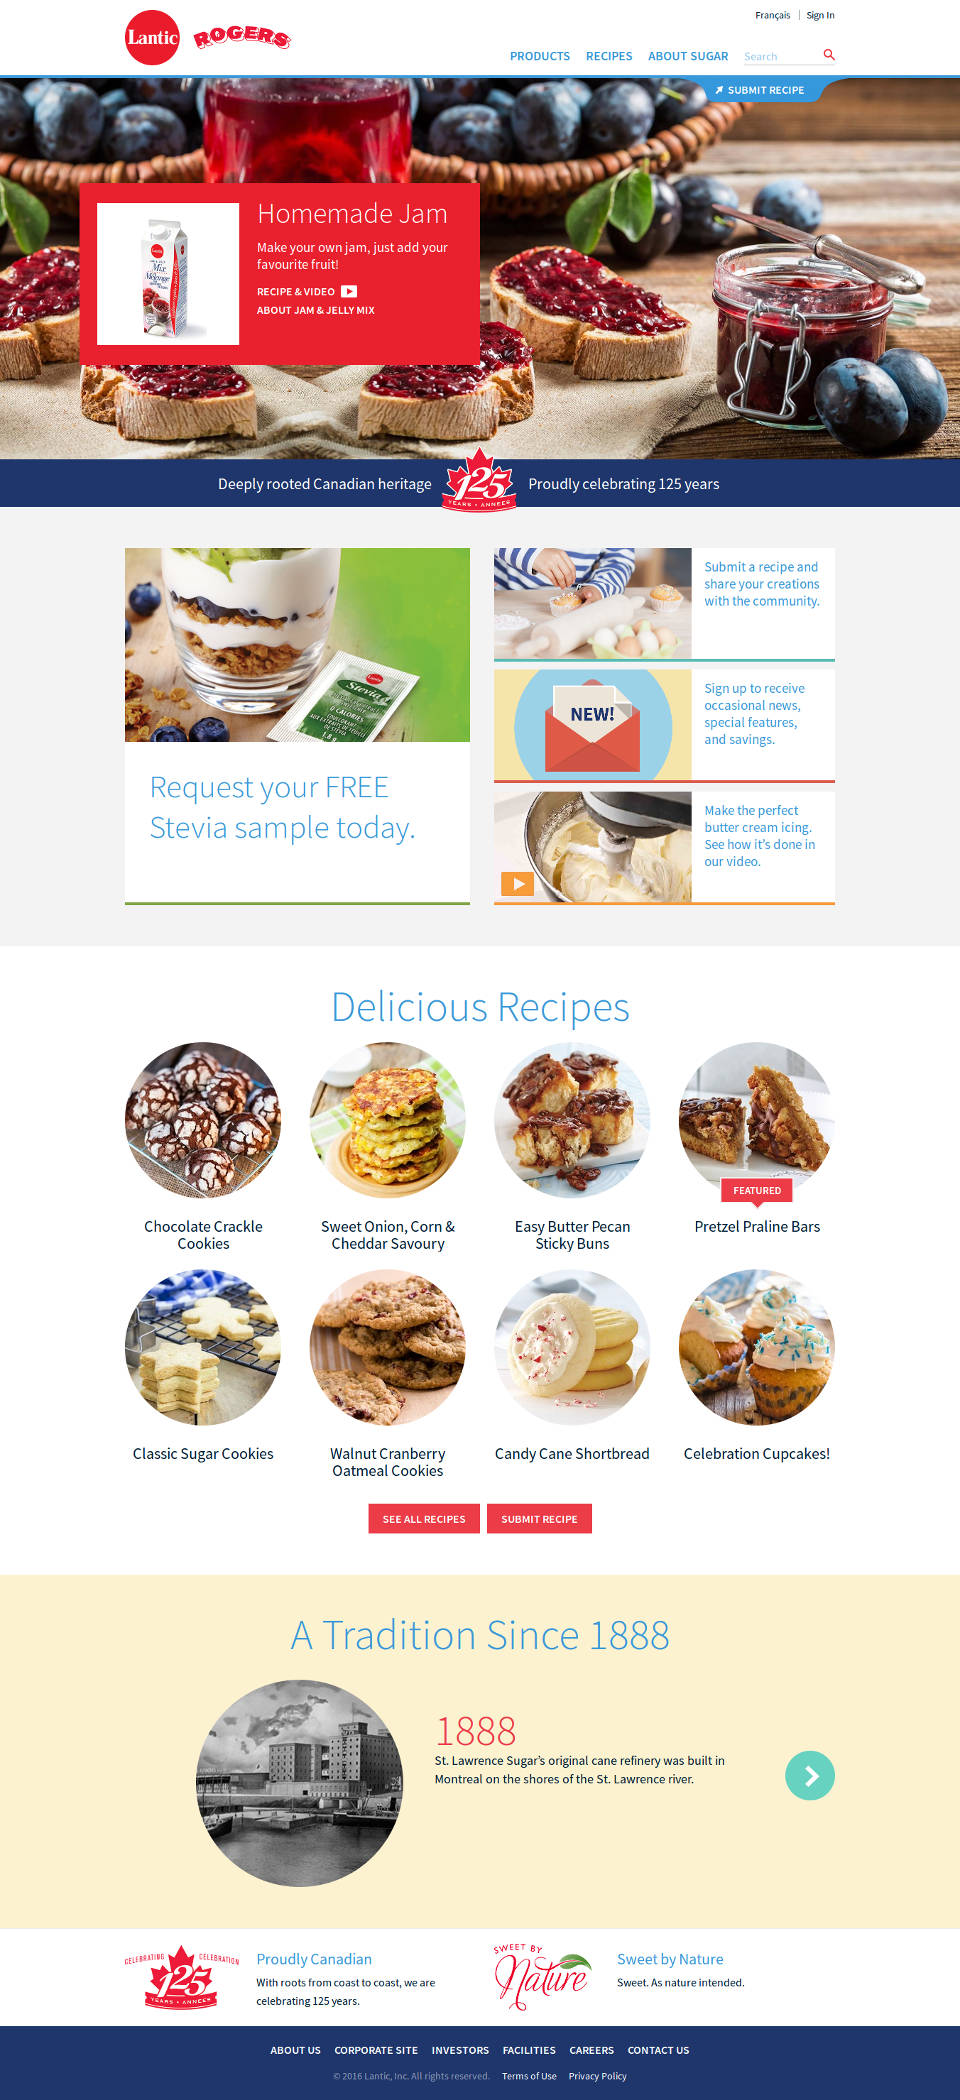 Lantic
ROGERS
Français
Sign In
PRODUCTS
RECIPES
ABOUT SUGAR
Search
SUBMIT RECIPE
Lantic
Mix
Mélange
Homemade Jam
Make your own jam, just add your
favourite fruit!
RECIPE & VIDEO
ABOUT JAM & JELLY MIX
Deeply rooted Canadian heritage
125
YEARS • ANNÉES
Proudly celebrating 125 years
Lantic
Stevia
0 CALORIES
Request your FREE
Stevia sample today.
Submit a recipe and
share your creations
with the community.
NEW!
Sign up to receive
occasional news,
special features,
and savings.
Make the perfect
butter cream icing.
See how it's done in
our video.
Delicious Recipes
FEATURED
Chocolate Crackle
Cookies
Sweet Onion, Corn &
Cheddar Savoury
Easy Butter Pecan
Sticky Buns
Pretzel Praline Bars
Classic Sugar Cookies
Walnut Cranberry
Oatmeal Cookies
Candy Cane Shortbread
Celebration Cupcakes!
SEE ALL RECIPES
SUBMIT RECIPE
A Tradition Since 1888
1888
St. Lawrence Sugar's original cane refinery was built in
Montreal on the shores of the St. Lawrence river.
CELEBRATING
CELEBRATION
125
YEARS • ANNÉES
Proudly Canadian
With roots from coast to coast, we are
celebrating 125 years.
SWEET BY
Nature
Sweet by Nature
Sweet. As nature intended.
ABOUT US
CORPORATE SITE
INVESTORS
FACILITIES
CAREERS
CONTACT US
© 2016 Lantic, Inc. All rights reserved.
Terms of Use
Privacy Policy